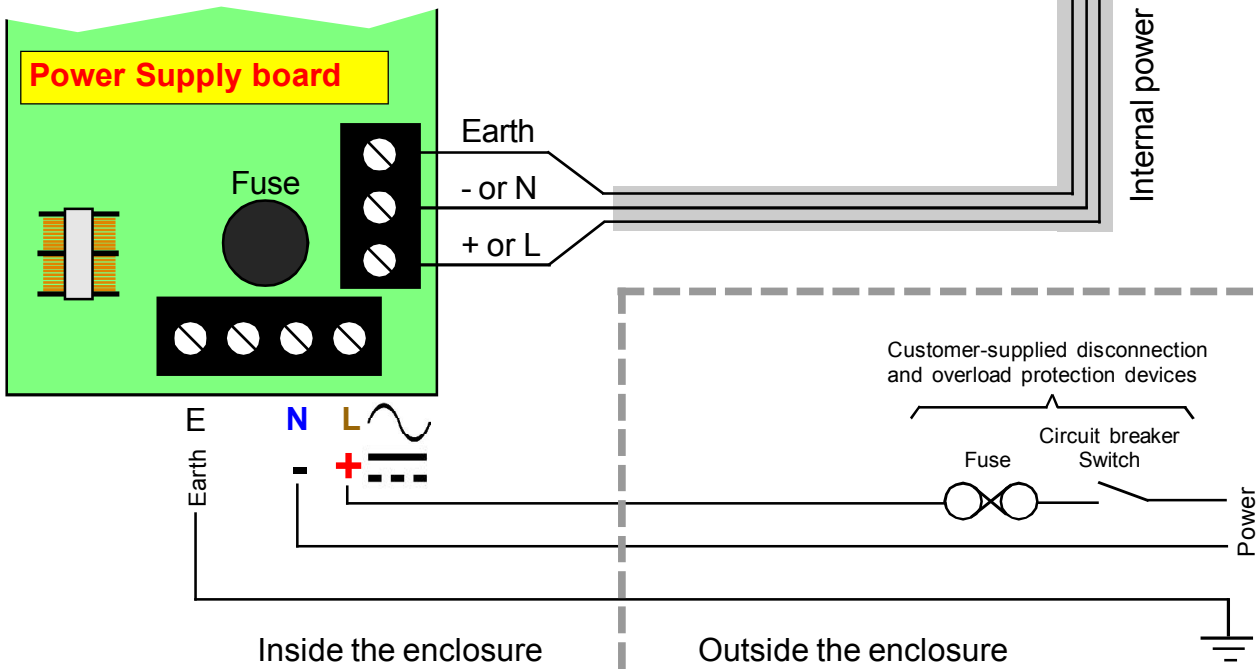 Power Supply board
Internal power
Earth
- or N
+ or L
Fuse
Customer-supplied disconnection
and overload protection devices
Circuit breaker
Fuse Switch
E N L
- +
Earth
Power
Inside the enclosure Outside the enclosure